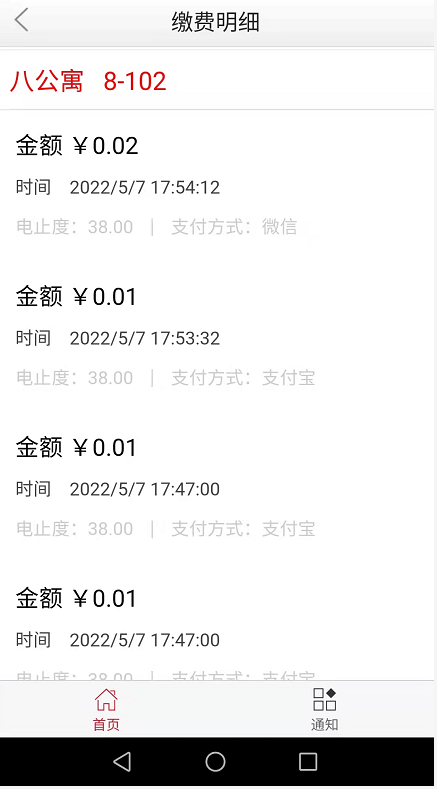 缴费明细
八公寓 8-102
金额 ￥0.02
时间 2022/5/7 17:54:12
电止度：38.00 | 支付方式：微信
金额 ￥0.01
时间 2022/5/7 17:53:32
电止度：38.00 | 支付方式：支付宝
金额 ￥0.01
时间 2022/5/7 17:47:00
电止度：38.00 | 支付方式：支付宝
金额 ￥0.01
时间 2022/5/7 17:47:00
电止度：38.00 | 支付方式：支付宝
首页 通知